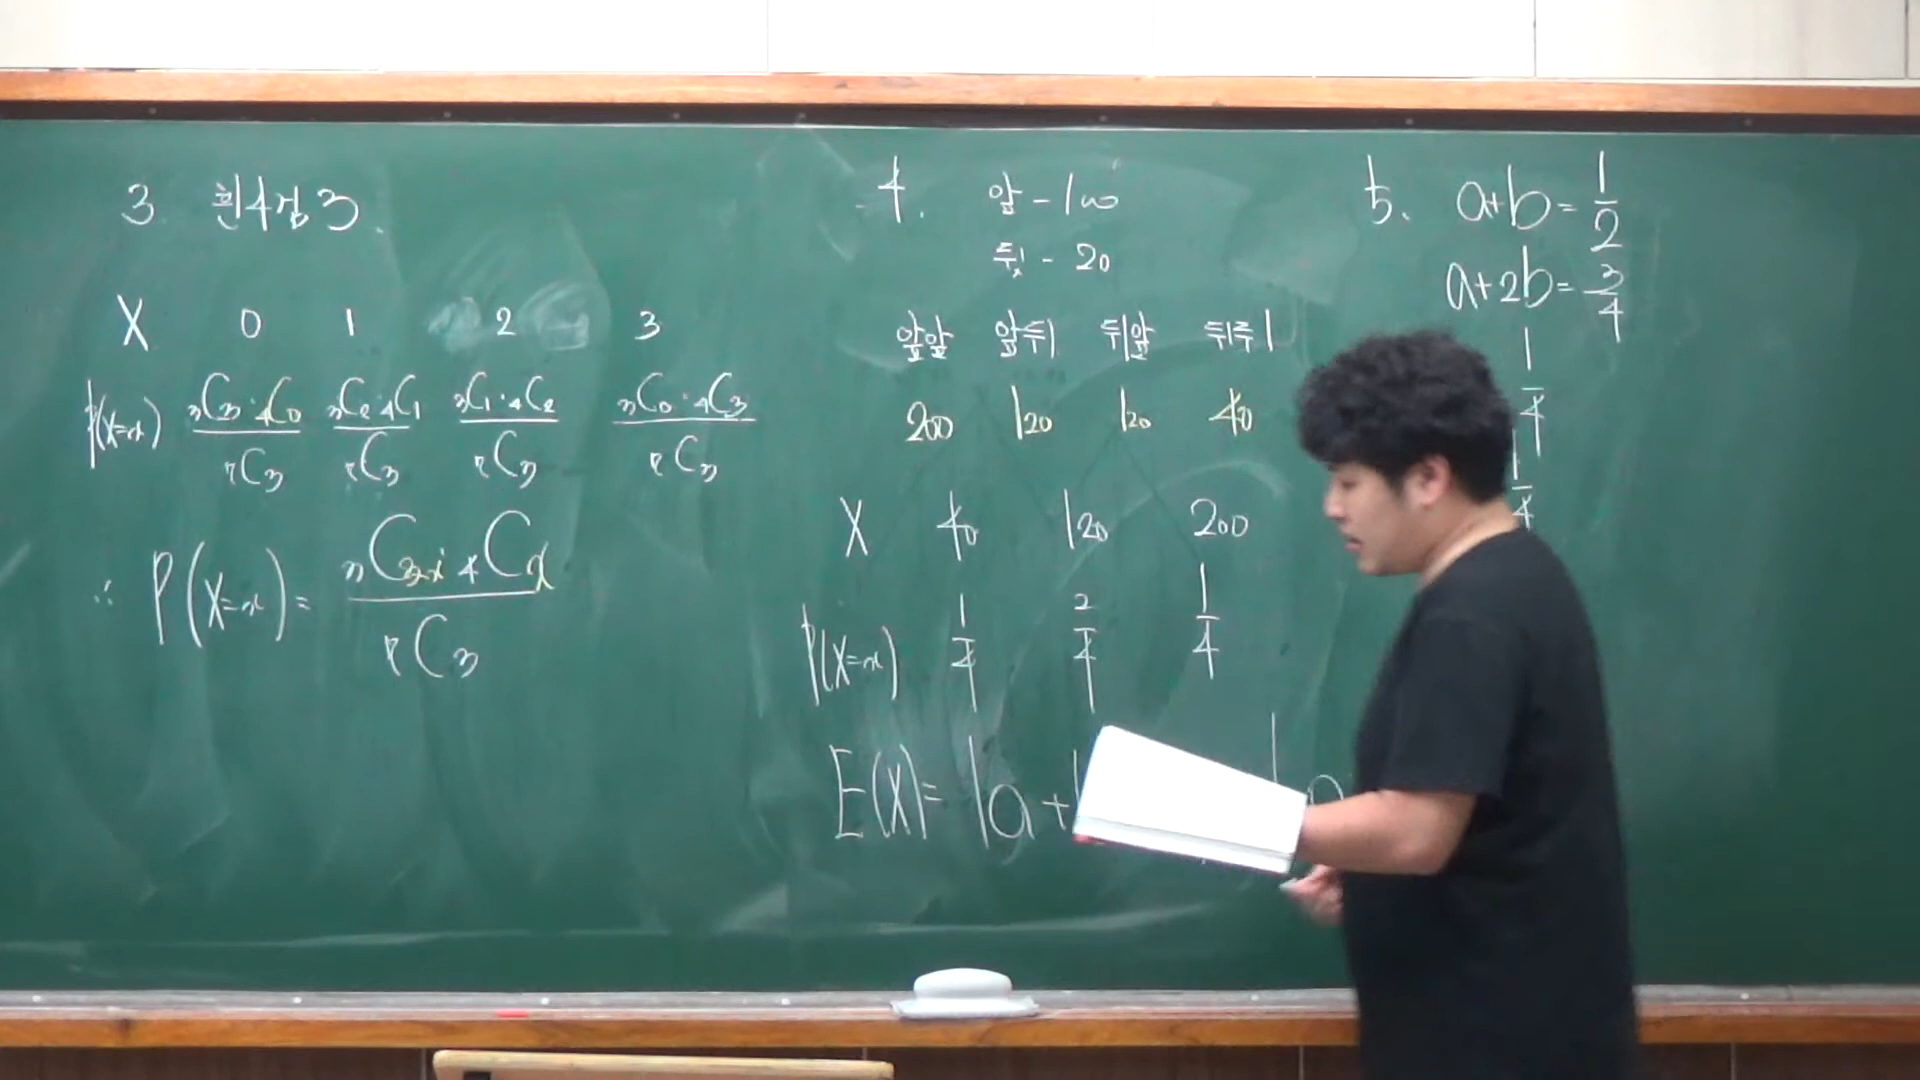 3. 흰4검3.
X 0 1 2 3
P(X=x) ₃C₃·₄C₀/₇C₃ ₃C₂·₄C₁/₇C₃ ₃C₁·₄C₂/₇C₃ ₃C₀·₄C₃/₇C₃
∴ P(X=x)= ₃C₃₋ₓ·₄Cₓ/₇C₃
4. 앞-100
뒤-20
앞앞 앞뒤 뒤앞 뒤뒤
200 120 120 40
X 40 120 200
P(X=x) 1/4 2/4 1/4
E(X)= 10+
5. a+b=1/2
a+2b=3/4
1/4
1/4